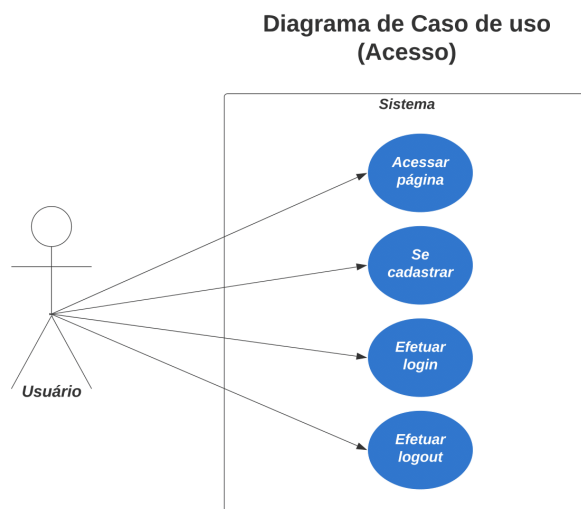 Diagrama de Caso de uso
(Acesso)
Sistema
Acessar
página
Se
cadastrar
Efetuar
login
Efetuar
logout
Usuário